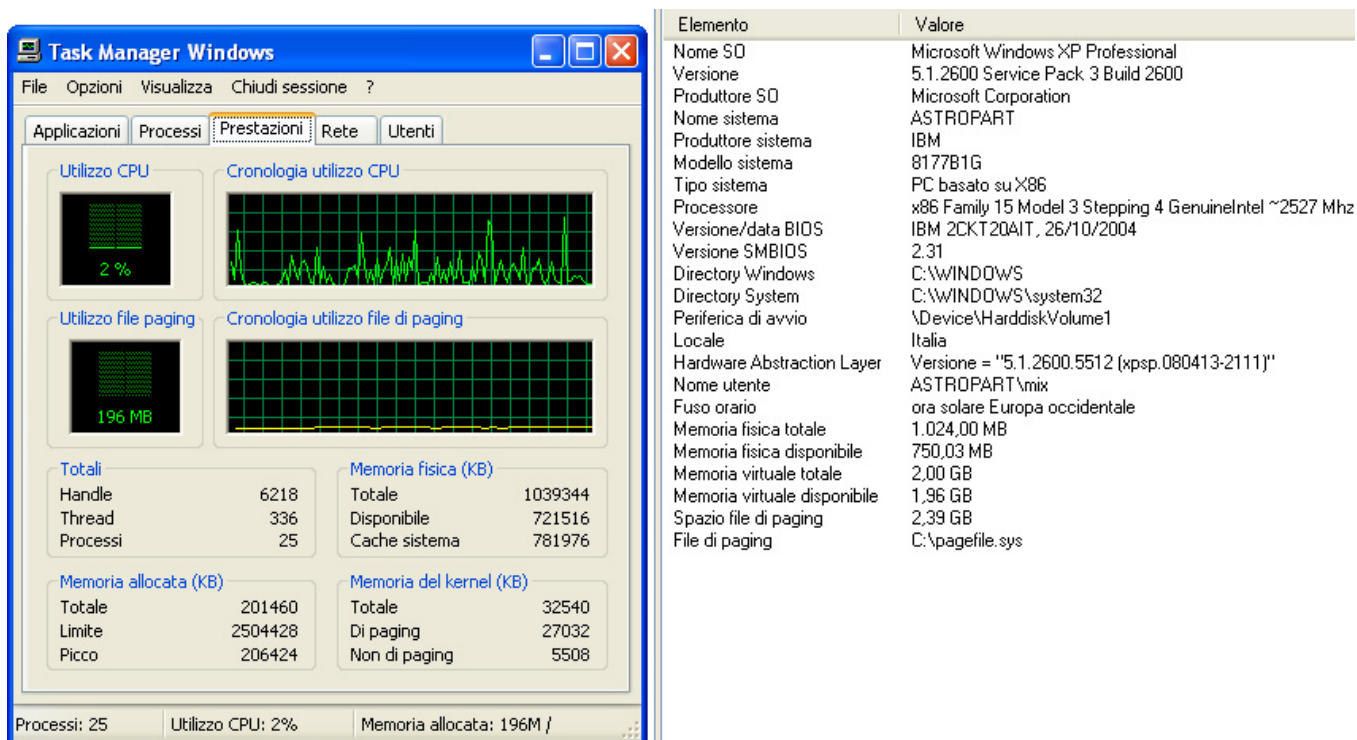 Task Manager Windows
File Opzioni Visualizza Chiudi sessione ?
Applicazioni Processi Prestazioni Rete Utenti
Utilizzo CPU Cronologia utilizzo CPU
2 %
Utilizzo file paging Cronologia utilizzo file di paging
196 MB
Totali
Handle 6218
Thread 336
Processi 25
Memoria fisica (KB)
Totale 1039344
Disponibile 721516
Cache sistema 781976
Memoria allocata (KB)
Totale 201460
Limite 2504428
Picco 206424
Memoria del kernel (KB)
Totale 32540
Di paging 27032
Non di paging 5508
Processi: 25 Utilizzo CPU: 2% Memoria allocata: 196M /
Elemento Valore
Nome SO Microsoft Windows XP Professional
Versione 5.1.2600 Service Pack 3 Build 2600
Produttore SO Microsoft Corporation
Nome sistema ASTROPART
Produttore sistema IBM
Modello sistema 8177B1G
Tipo sistema PC basato su X86
Processore x86 Family 15 Model 3 Stepping 4 GenuineIntel ~2527 Mhz
Versione/data BIOS IBM 2CKT20AIT, 26/10/2004
Versione SMBIOS 2.31
Directory Windows C:\WINDOWS
Directory System C:\WINDOWS\system32
Periferica di avvio \Device\HarddiskVolume1
Locale Italia
Hardware Abstraction Layer Versione = "5.1.2600.5512 (xpsp.080413-2111)"
Nome utente ASTROPART\mix
Fuso orario ora solare Europa occidentale
Memoria fisica totale 1.024,00 MB
Memoria fisica disponibile 750,03 MB
Memoria virtuale totale 2,00 GB
Memoria virtuale disponibile 1,96 GB
Spazio file di paging 2,39 GB
File di paging C:\pagefile.sys